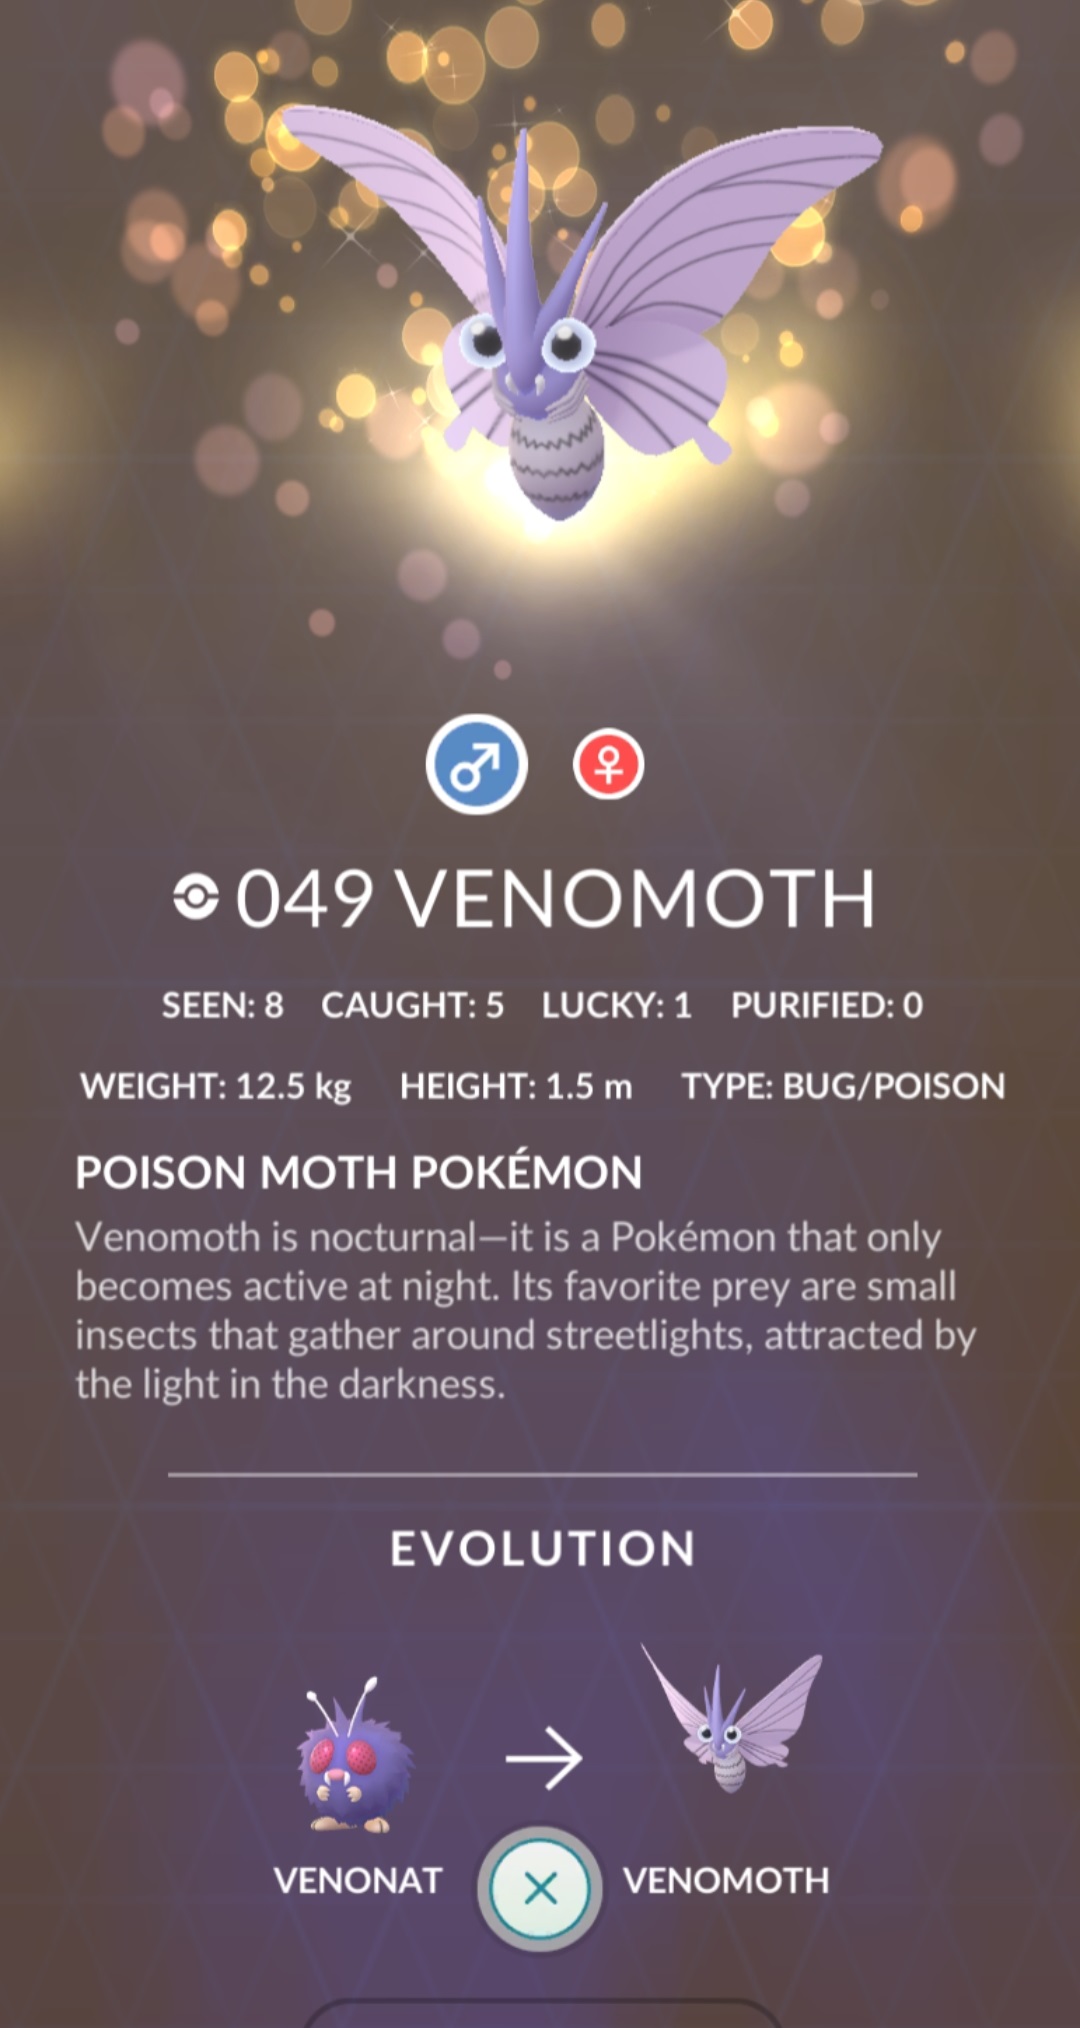 049 VENOMOTH
SEEN: 8 CAUGHT: 5 LUCKY: 1 PURIFIED: 0
WEIGHT: 12.5 kg HEIGHT: 1.5 m TYPE: BUG/POISON
POISON MOTH POKÉMON
Venomoth is nocturnal—it is a Pokémon that only
becomes active at night. Its favorite prey are small
insects that gather around streetlights, attracted by
the light in the darkness.
EVOLUTION
VENONAT VENOMOTH